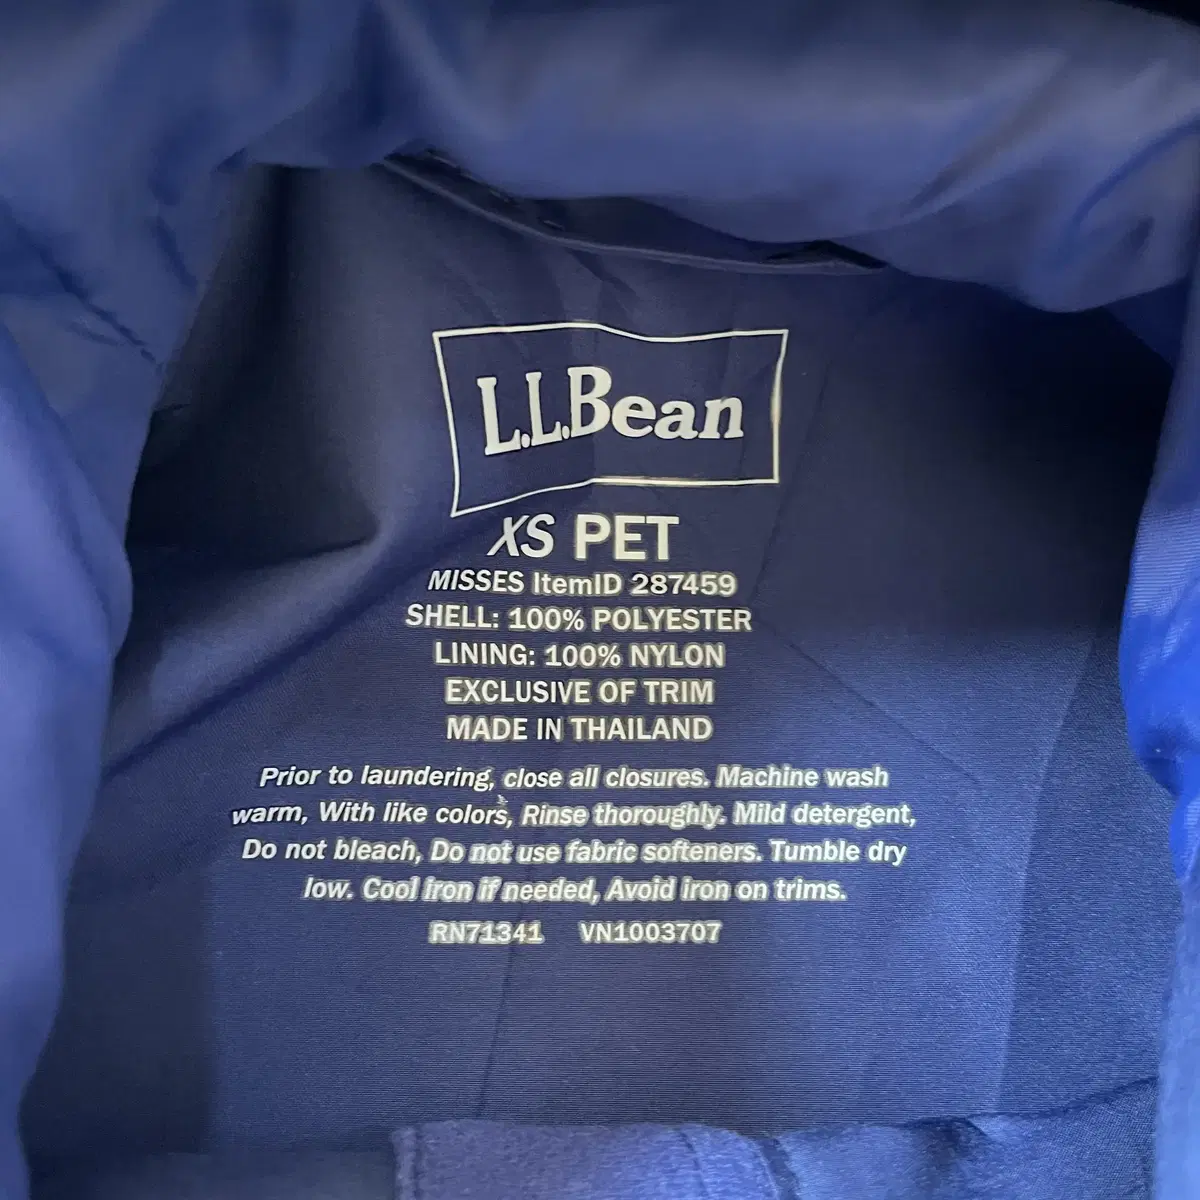 L.L.Bean
XS PET
MISSES ItemID 287459
SHELL: 100% POLYESTER
LINING: 100% NYLON
EXCLUSIVE OF TRIM
MADE IN THAILAND
Prior to laundering, close all closures. Machine wash
warm, With like colors, Rinse thoroughly. Mild detergent,
Do not bleach, Do not use fabric softeners. Tumble dry
low. Cool iron if needed, Avoid iron on trims.
RN71341 VN1003707